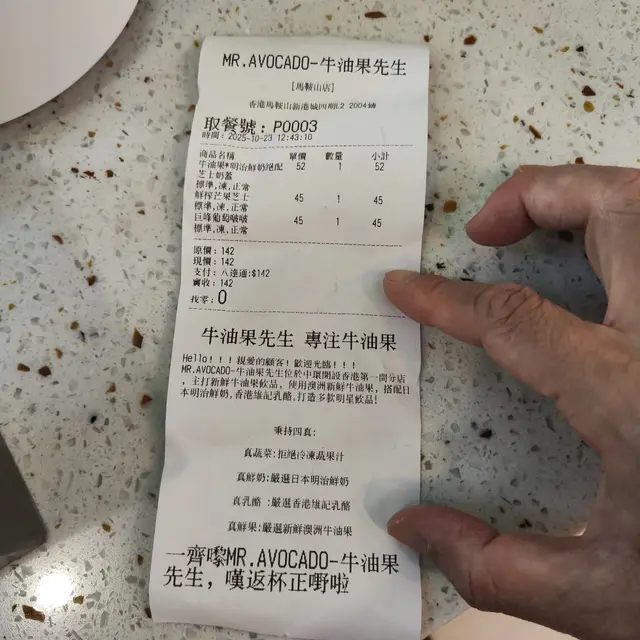 MR.AVOCADO-牛油果先生
[馬鞍山店]
香港馬鞍山新港城四期L2 2004舖
取餐號：P0003
時間：2025-10-23 12:43:10
商品名稱 單價 數量 小計
牛油果*明治鮮奶絕配 52 1 52
芝士奶蓋
標準,凍,正常
鮮榨芒果芝士 45 1 45
標準,凍,正常
巨峰葡萄啵啵 45 1 45
標準,凍,正常
原價：142
現價：142
支付：八達通:$142
實收：142
找零：0
牛油果先生 專注牛油果
Hello!!!親愛的顧客！歡迎光臨!!!
MR.AVOCADO-牛油果先生位於中環開設香港第一間分店
，主打新鮮牛油果飲品，使用澳洲新鮮牛油果，搭配日
本明治鮮奶,香港維記乳酪,打造多款明星飲品!
秉持四真：
真蔬菜:拒絕冷凍蔬果汁
真鮮奶:嚴選日本明治鮮奶
真乳酪 :嚴選香港維記乳酪
真鮮果:嚴選新鮮澳洲牛油果
一齊嚟MR.AVOCADO-牛油果
先生，嘆返杯正嘢啦